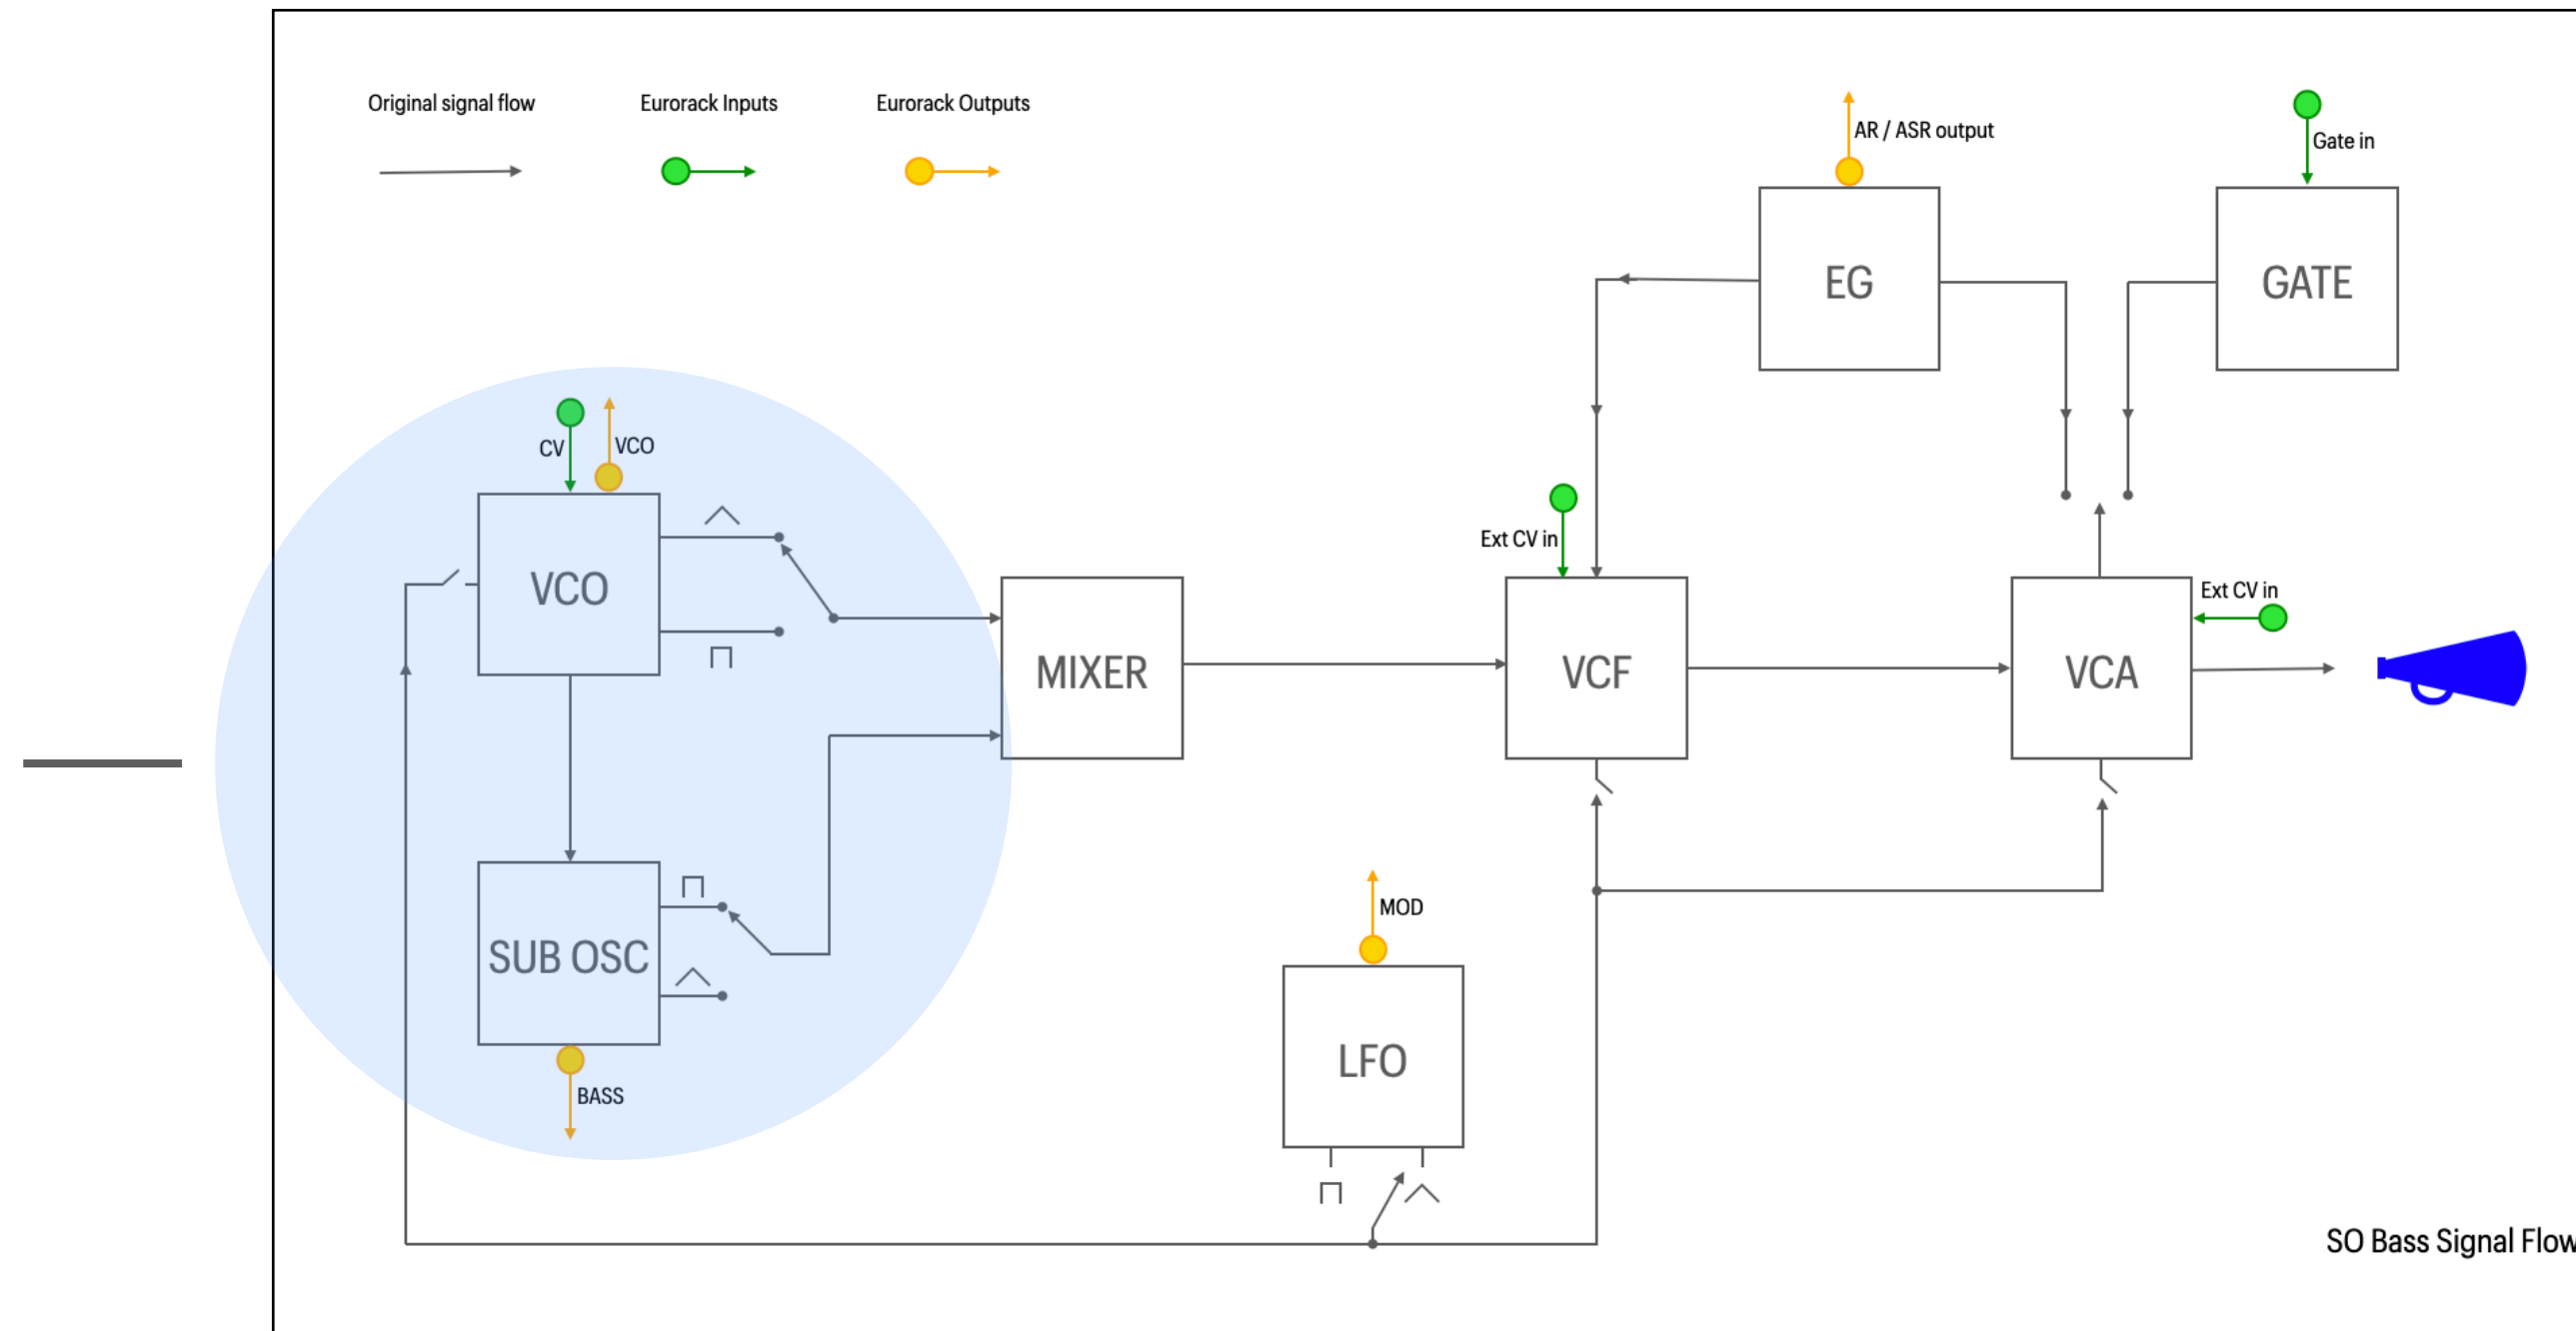 Original signal flow
Eurorack Inputs
Eurorack Outputs
AR / ASR output
Gate in
EG
GATE
CV
VCO
Ext CV in
VCO
Ext CV in
MIXER
VCF
VCA
MOD
SUB OSC
LFO
BASS
SO Bass Signal Flow